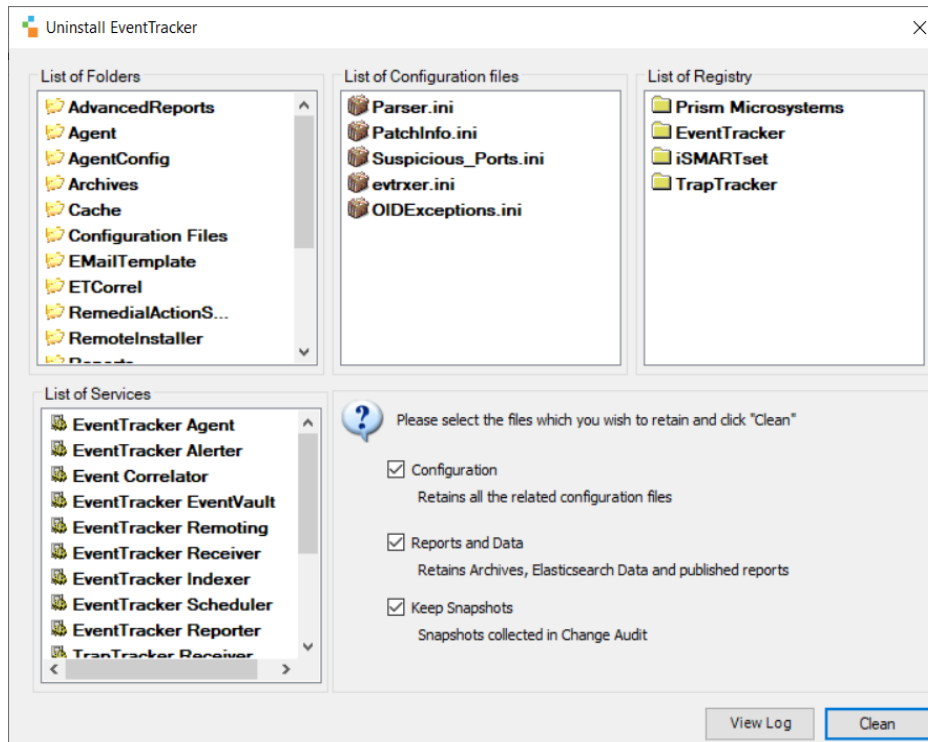 Uninstall EventTracker
List of Folders
AdvancedReports
Agent
AgentConfig
Archives
Cache
Configuration Files
EMailTemplate
ETCorrel
RemedialActionS...
RemoteInstaller
Reports
List of Configuration files
Parser.ini
PatchInfo.ini
Suspicious_Ports.ini
evtrxer.ini
OIDExceptions.ini
List of Registry
Prism Microsystems
EventTracker
iSMARTset
TrapTracker
List of Services
EventTracker Agent
EventTracker Alerter
Event Correlator
EventTracker EventVault
EventTracker Remoting
EventTracker Receiver
EventTracker Indexer
EventTracker Scheduler
EventTracker Reporter
TrapTracker Receiver
Please select the files which you wish to retain and click "Clean"
Configuration
Retains all the related configuration files
Reports and Data
Retains Archives, Elasticsearch Data and published reports
Keep Snapshots
Snapshots collected in Change Audit
View Log
Clean